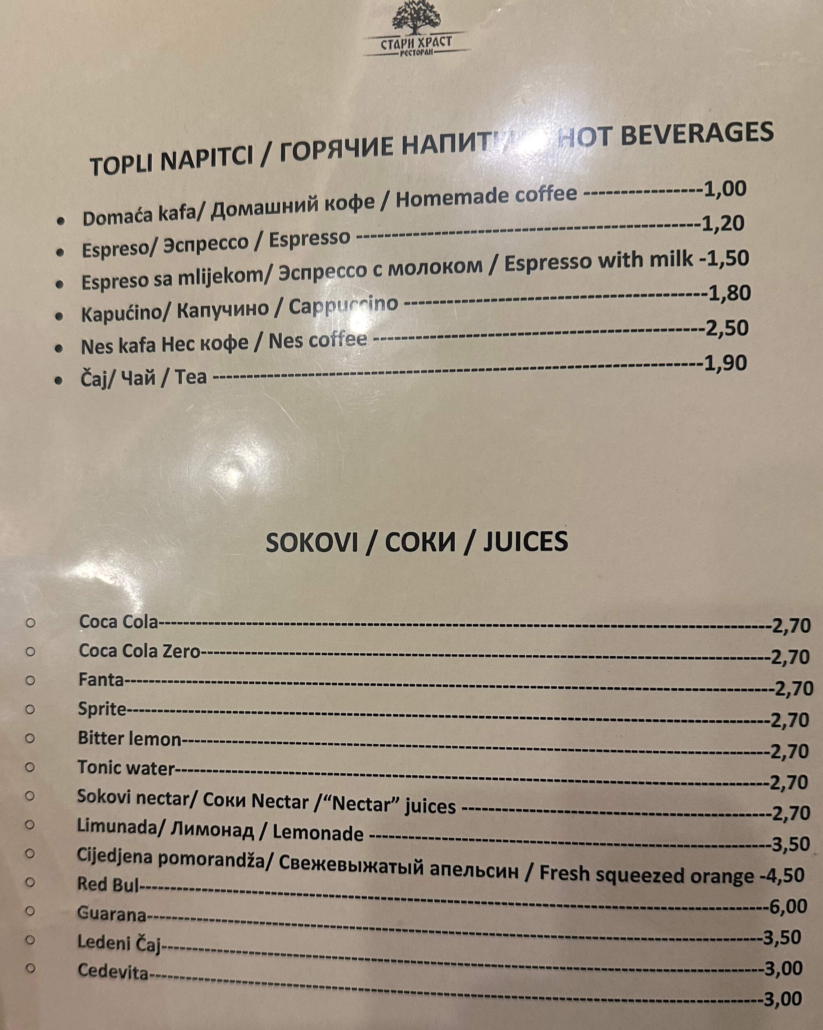 СТАРИ ХРАСТ
РЕСТОРАН
TOPLI NAPITCI / ГОРЯЧИЕ НАПИТ HOT BEVERAGES
• Domaća kafa/ Домашний кофе / Homemade coffee ----------------1,00
• Espreso/ Эспрессо / Espresso ----------------------------------------------1,20
• Espreso sa mlijekom/ Эспрессо с молоком / Espresso with milk -1,50
• Kapućino/ Капучино / Cappuccino -----------------------------------------1,80
• Nes kafa Нес кофе / Nes coffee ---------------------------------------------2,50
• Čaj/ Чай / Tea -----------------------------------------------------------------1,90
SOKOVI / СОКИ / JUICES
○ Coca Cola----------------------------------------------------------------------------------------2,70
○ Coca Cola Zero---------------------------------------------------------------------------------2,70
○ Fanta---------------------------------------------------------------------------------------------2,70
○ Sprite--------------------------------------------------------------------------------------------2,70
○ Bitter lemon------------------------------------------------------------------------------------2,70
○ Tonic water-------------------------------------------------------------------------------------2,70
○ Sokovi nectar/ Соки Nectar /“Nectar” juices --------------------------------------------2,70
○ Limunada/ Лимонад / Lemonade ---------------------------------------------------------3,50
○ Cijedjena pomorandža/ Свежевыжатый апельсин / Fresh squeezed orange -4,50
○ Red Bul------------------------------------------------------------------------------------------6,00
○ Guarana-----------------------------------------------------------------------------------------3,50
○ Ledeni Čaj--------------------------------------------------------------------------------------3,00
○ Cedevita----------------------------------------------------------------------------------------3,00